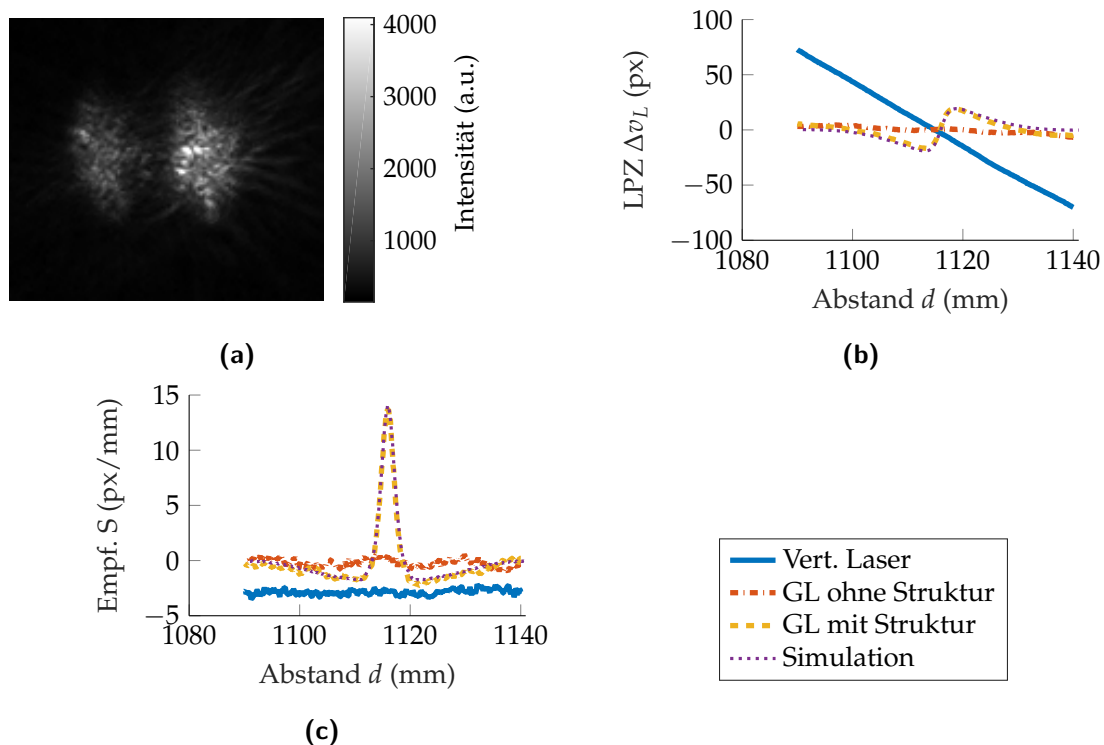 4000
3000
2000
1000
Intensität (a.u.)
(a)
100
50
0
−50
−100
1080 1100 1120 1140
LPZ Δv_L (px)
Abstand d (mm)
(b)
15
10
5
0
−5
1080 1100 1120 1140
Empf. S (px/mm)
Abstand d (mm)
(c)
Vert. Laser
GL ohne Struktur
GL mit Struktur
Simulation